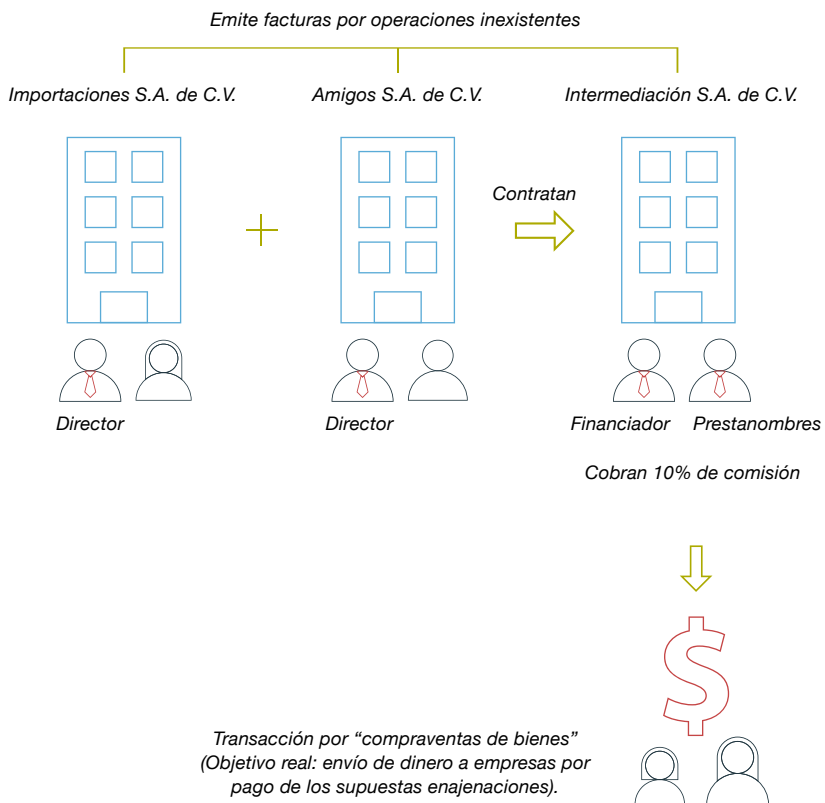 Emite facturas por operaciones inexistentes
Importaciones S.A. de C.V.
Amigos S.A. de C.V.
Intermediación S.A. de C.V.
Contratan
Director
Director
Financiador
Prestanombres
Cobran 10% de comisión
$
Transacción por “compraventas de bienes”
(Objetivo real: envío de dinero a empresas por
pago de los supuestas enajenaciones).